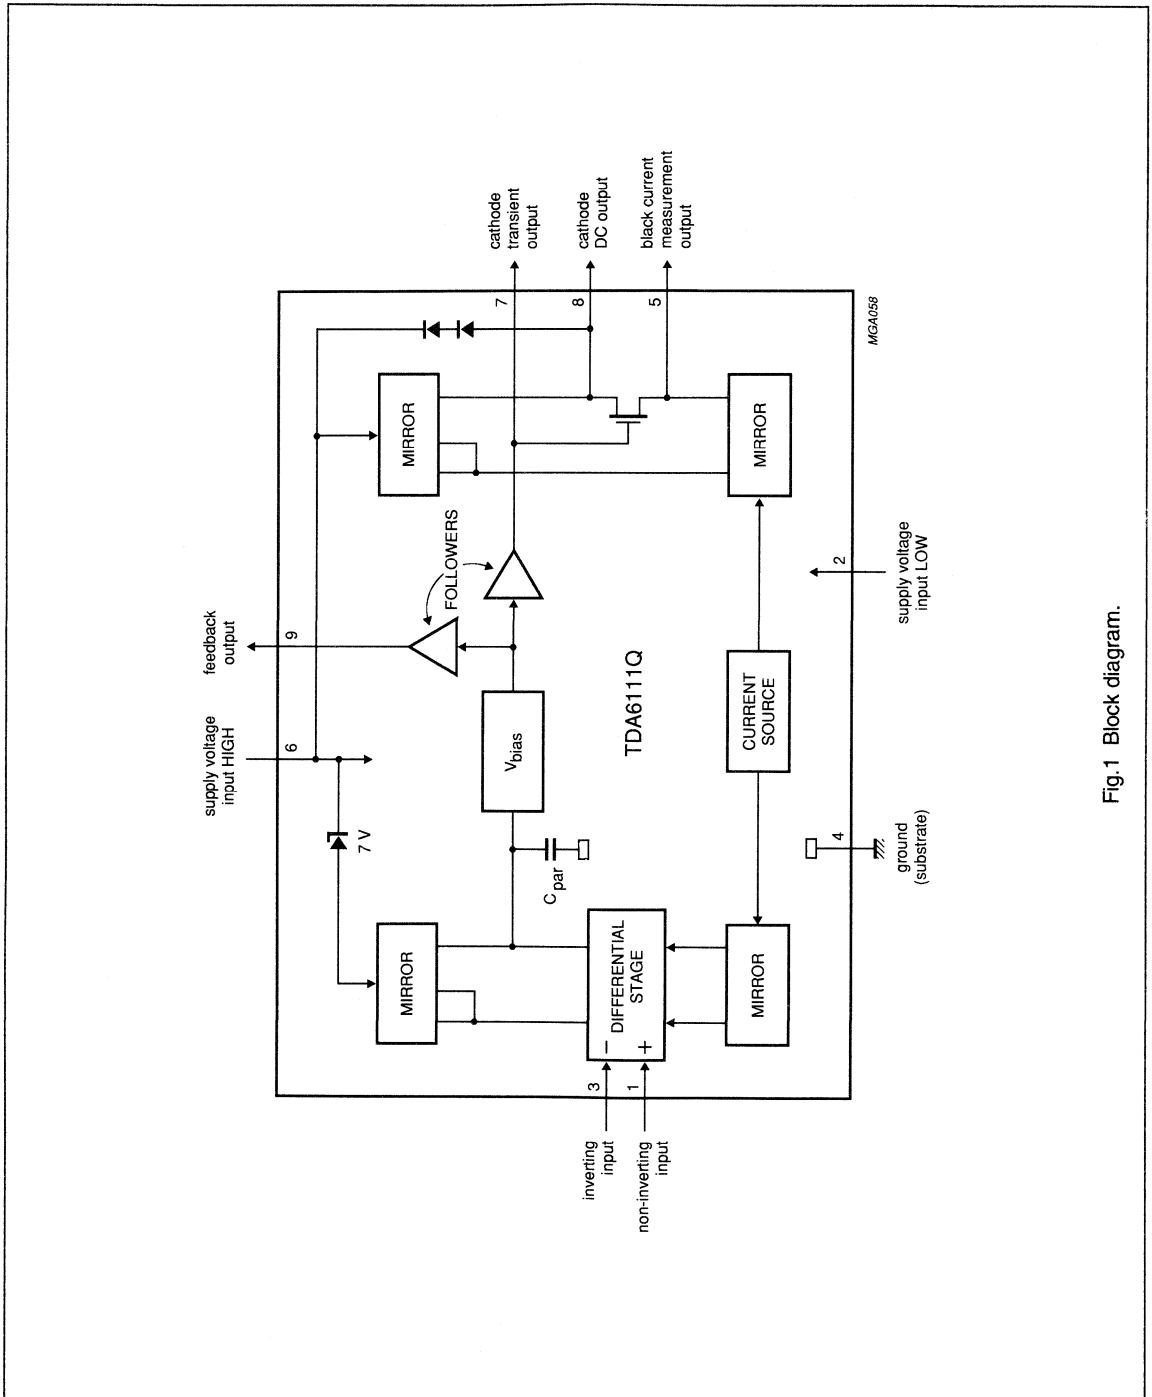 supply voltage
input HIGH
feedback
output
6
9
7 V
MIRROR
MIRROR
FOLLOWERS
cathode
transient
output
7
cathode
DC output
8
black current
measurement
output
5
C par
Vbias
inverting
input
3
non-inverting
input
1
−
+
DIFFERENTIAL
STAGE
TDA6111Q
MIRROR
CURRENT
SOURCE
MIRROR
4
ground
(substrate)
2
supply voltage
input LOW
MGA058
Fig.1 Block diagram.